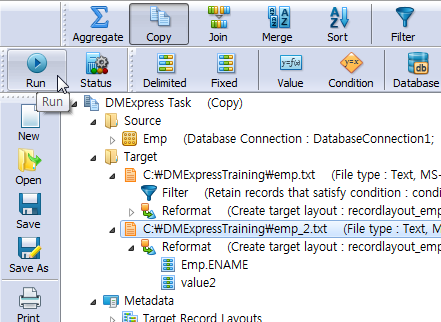 Aggregate Copy Join Merge Sort Filter
Run Status Delimited Fixed Value Condition Database
y=f(x)
db
Run
New
Open
Save
Save As
Print
DMExpress Task (Copy)
Source
Emp (Database Connection : DatabaseConnection1;
Target
C:₩DMExpressTraining₩emp.txt (File type : Text, MS-
Filter (Retain records that satisfy condition : condi
Reformat (Create target layout : recordlayout_emp
C:₩DMExpressTraining₩emp_2.txt (File type : Text, M
Reformat (Create target layout : recordlayout_emp
Emp.ENAME
value2
Metadata
Target Record Layouts